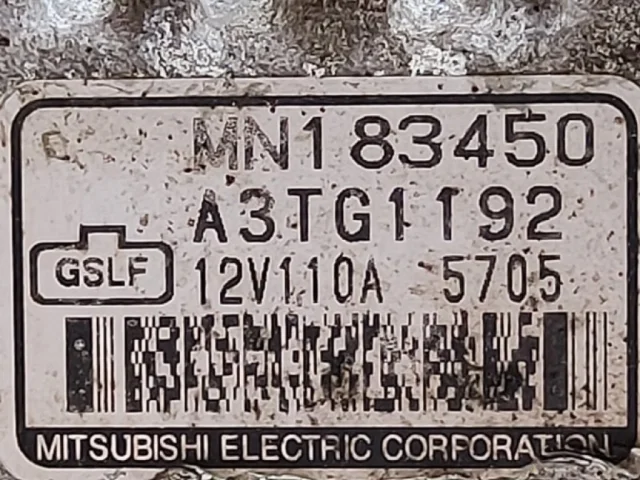 MN183450
A3TG1192
GSLF
12V110A 5705
MITSUBISHI ELECTRIC CORPORATION